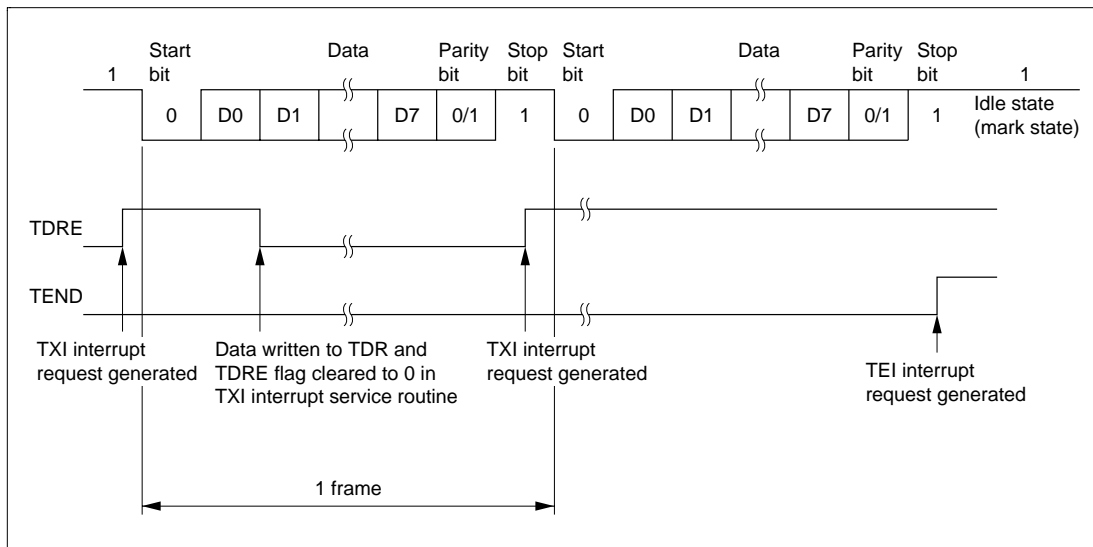 Start bit Data Parity bit Stop bit Start bit Data Parity bit Stop bit
1 1
0 D0 D1 D7 0/1 1 0 D0 D1 D7 0/1 1 Idle state (mark state)
TDRE
TEND
TXI interrupt
request generated
Data written to TDR and
TDRE flag cleared to 0 in
TXI interrupt service routine
TXI interrupt
request generated
TEI interrupt
request generated
1 frame